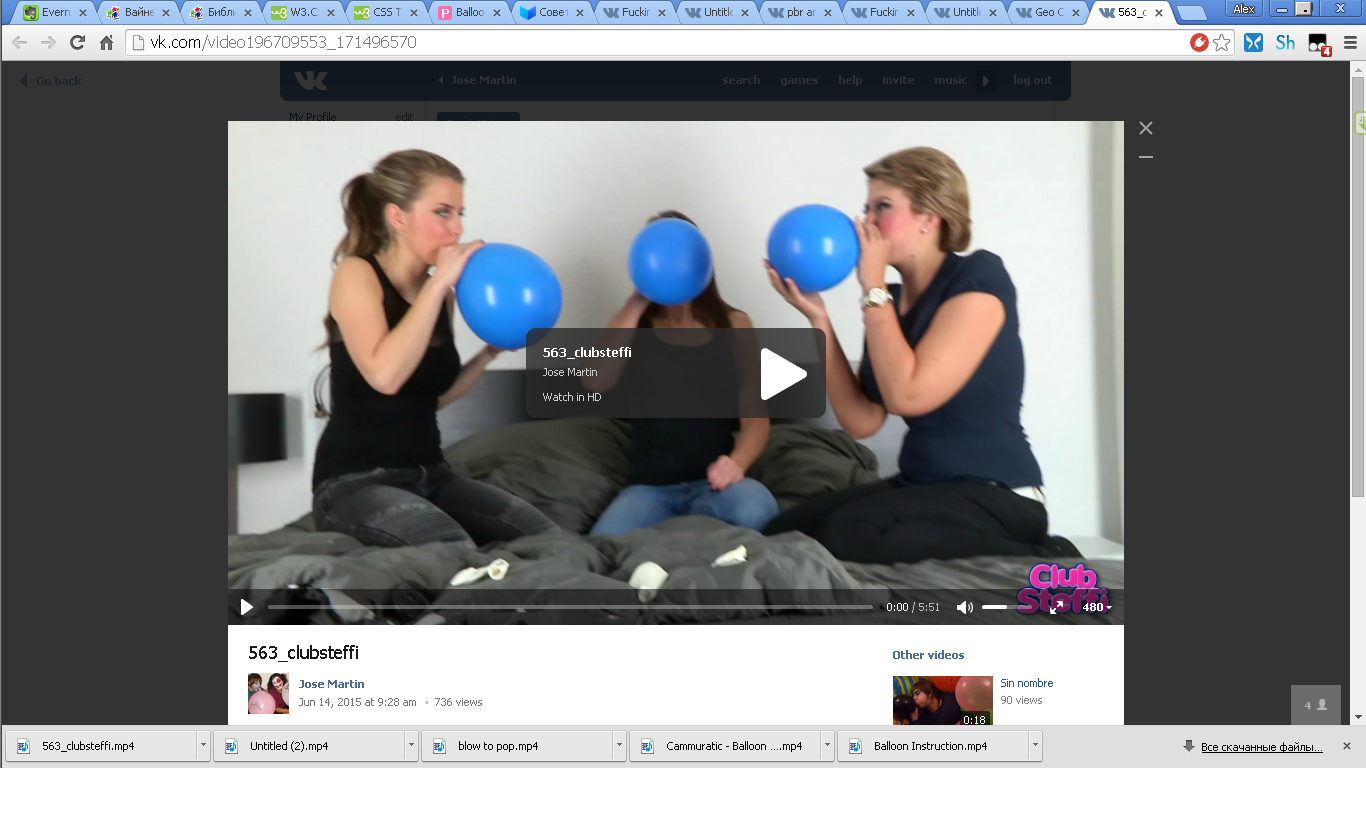 Evern
Вайне
Библи
W3.C
CSS T
Balloo
Совет
Fuckin
Untitle
pbr ar
Fuckin
Untitle
Geo C
563_c
Alex
vk.com/video196709553_171496570
Sh
4
Go back
Jose Martin
search
games
help
invite
music
log out
My Profile
edit
563_clubsteffi
Jose Martin
Watch in HD
Club
Steffi
0:00 / 5:51
480
563_clubsteffi
Jose Martin
Jun 14, 2015 at 9:28 am
736 views
Other videos
Sin nombre
90 views
0:18
4
563_clubsteffi.mp4
Untitled (2).mp4
blow to pop.mp4
Cammuratic - Balloon ....mp4
Balloon Instruction.mp4
Все скачанные файлы...